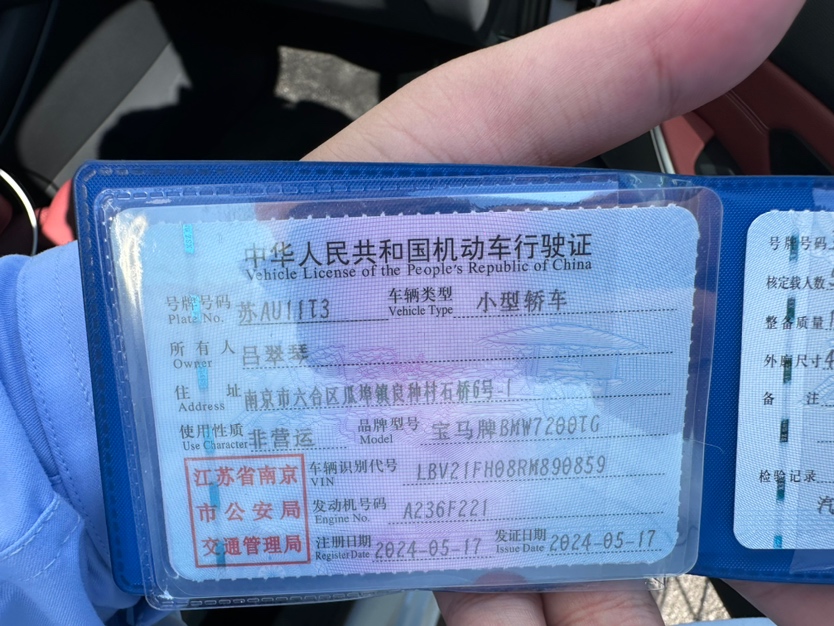 中华人民共和国机动车行驶证
Vehicle License of the People's Republic of China
号牌号码 苏AU11T3 车辆类型 小型轿车
Plate No. Vehicle Type
所有人 吕翠琴
Owner
住址 南京市六合区瓜埠镇良种村石桥6号-1
Address
使用性质 非营运 品牌型号 宝马牌BMW7200TG
Use Character Model
车辆识别代号 LBV21FH08RM890859
VIN
发动机号码 A236F221
Engine No.
注册日期 2024-05-17 发证日期 2024-05-17
Register Date Issue Date
江苏省南京
市公安局
交通管理局
号牌号码
核定载人数
整备质量
外廓尺寸
备注
检验记录
汽